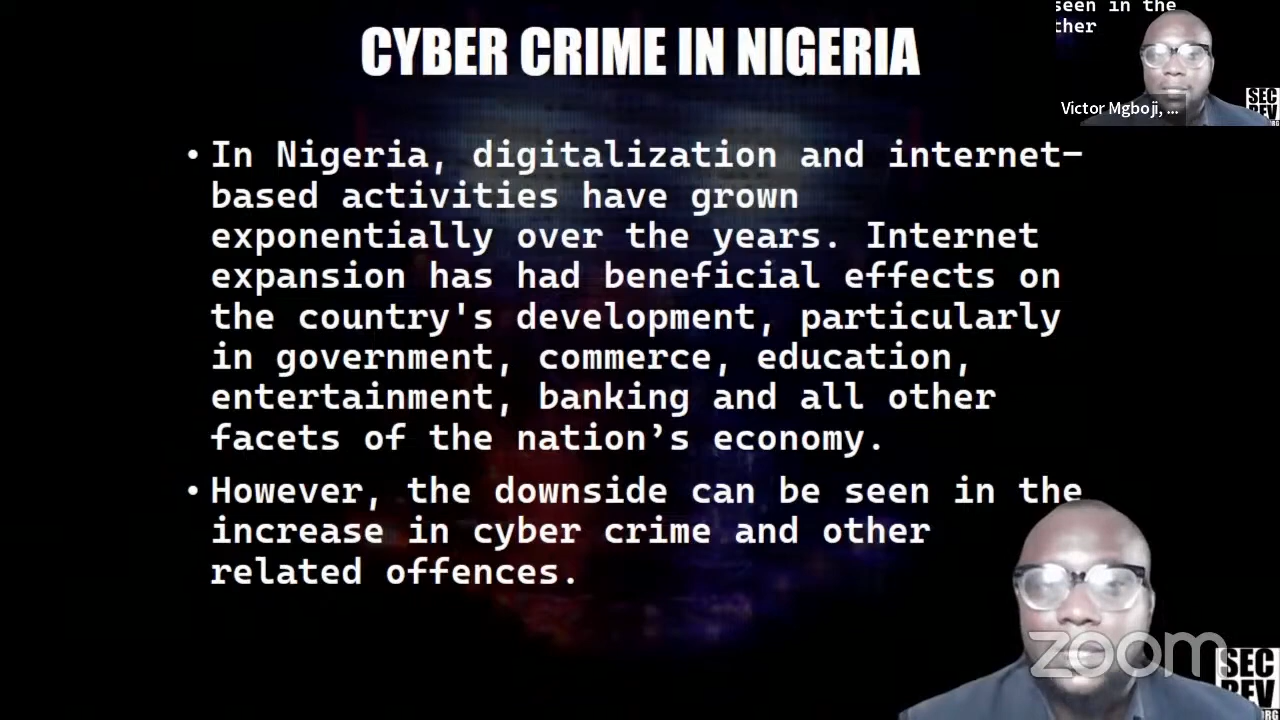 CYBER CRIME IN NIGERIA
seen in the
ther
Victor Mgboji, ...
SEC
• In Nigeria, digitalization and internet-
based activities have grown
exponentially over the years. Internet
expansion has had beneficial effects on
the country's development, particularly
in government, commerce, education,
entertainment, banking and all other
facets of the nation’s economy.
• However, the downside can be seen in the
increase in cyber crime and other
related offences.
zoom
SEC